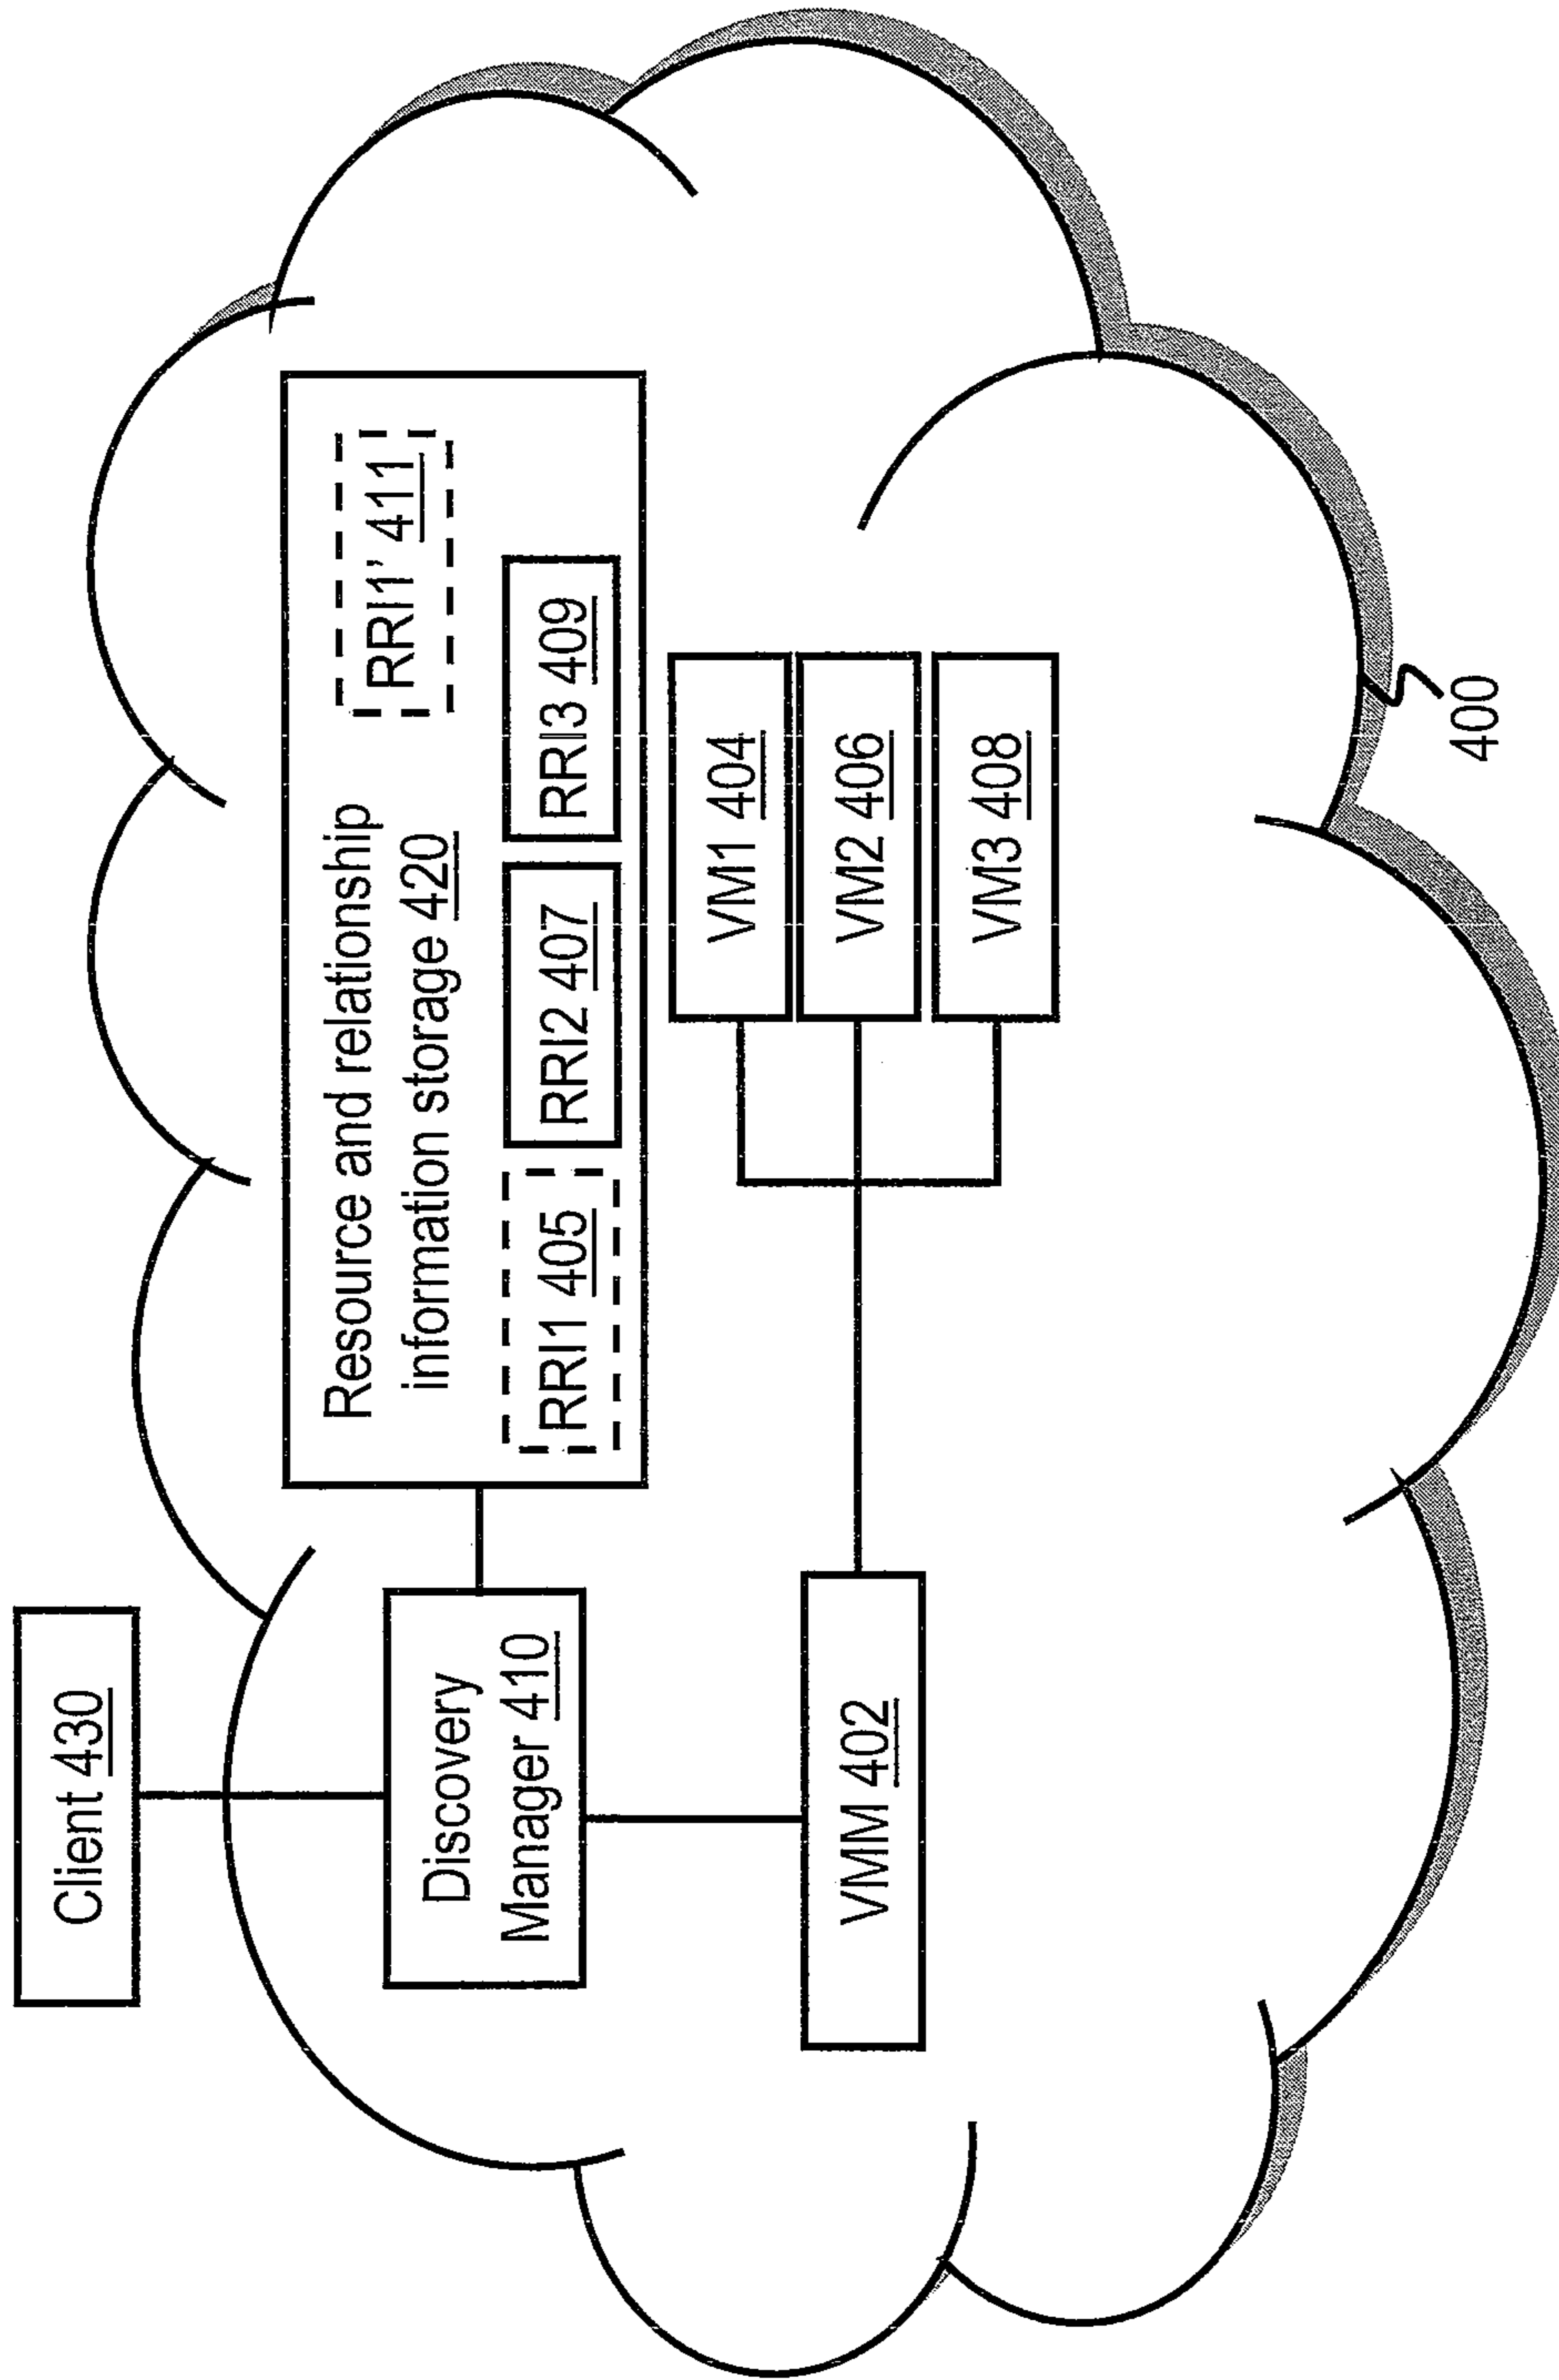 Client 430
Discovery
Manager 410
Resource and relationship
information storage 420
RRI1' 411
RRI1 405
RRI2 407
RRI3 409
VMM 402
VM1 404
VM2 406
VM3 408
400